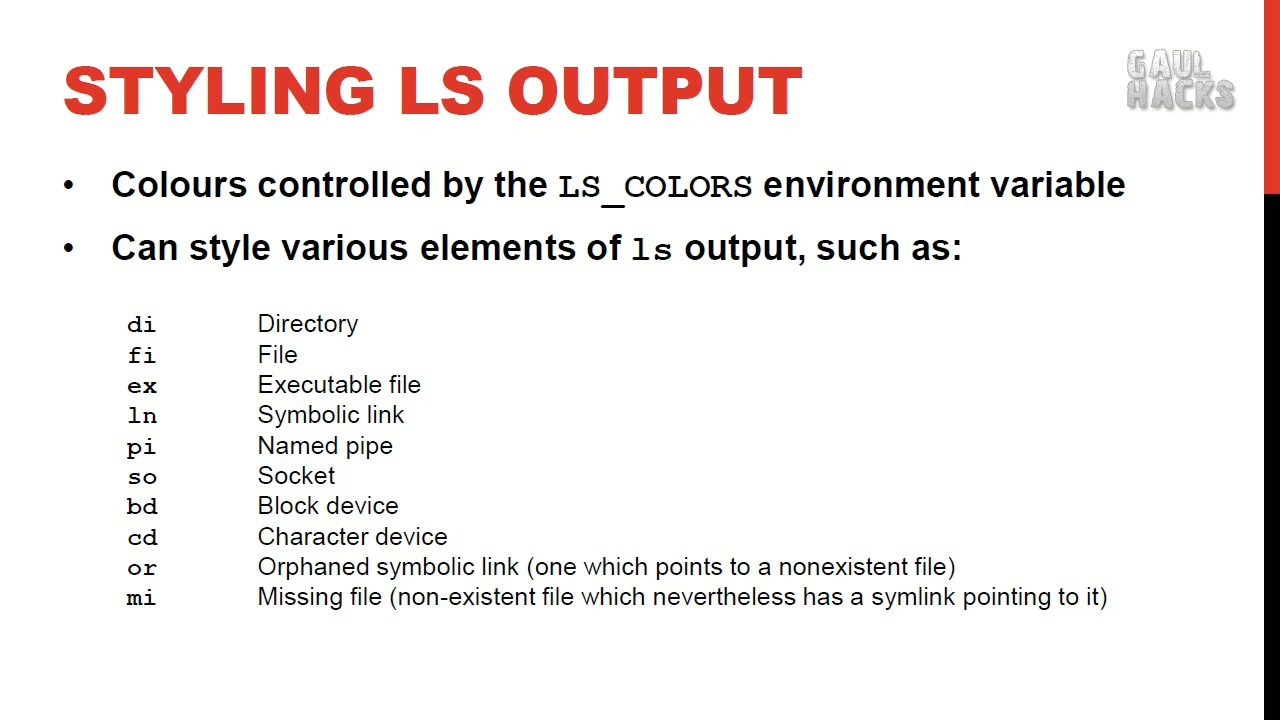 STYLING LS OUTPUT
GAUL
HACKS
• Colours controlled by the LS_COLORS environment variable
• Can style various elements of ls output, such as:
di Directory
fi File
ex Executable file
ln Symbolic link
pi Named pipe
so Socket
bd Block device
cd Character device
or Orphaned symbolic link (one which points to a nonexistent file)
mi Missing file (non-existent file which nevertheless has a symlink pointing to it)